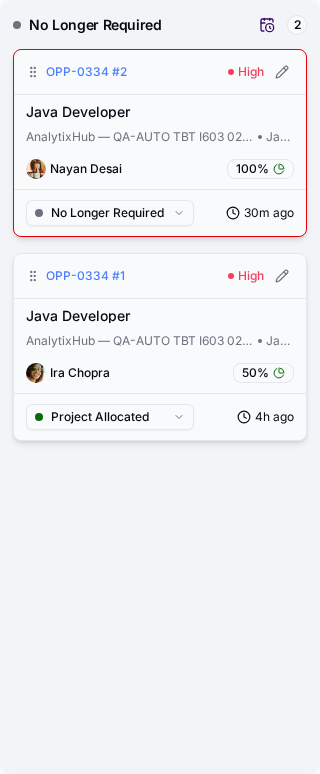 No Longer Required 2
OPP-0334 #2 High
Java Developer
AnalytixHub — QA-AUTO TBT I603 02... • Ja...
Nayan Desai 100%
No Longer Required 30m ago
OPP-0334 #1 High
Java Developer
AnalytixHub — QA-AUTO TBT I603 02... • Ja...
Ira Chopra 50%
Project Allocated 4h ago